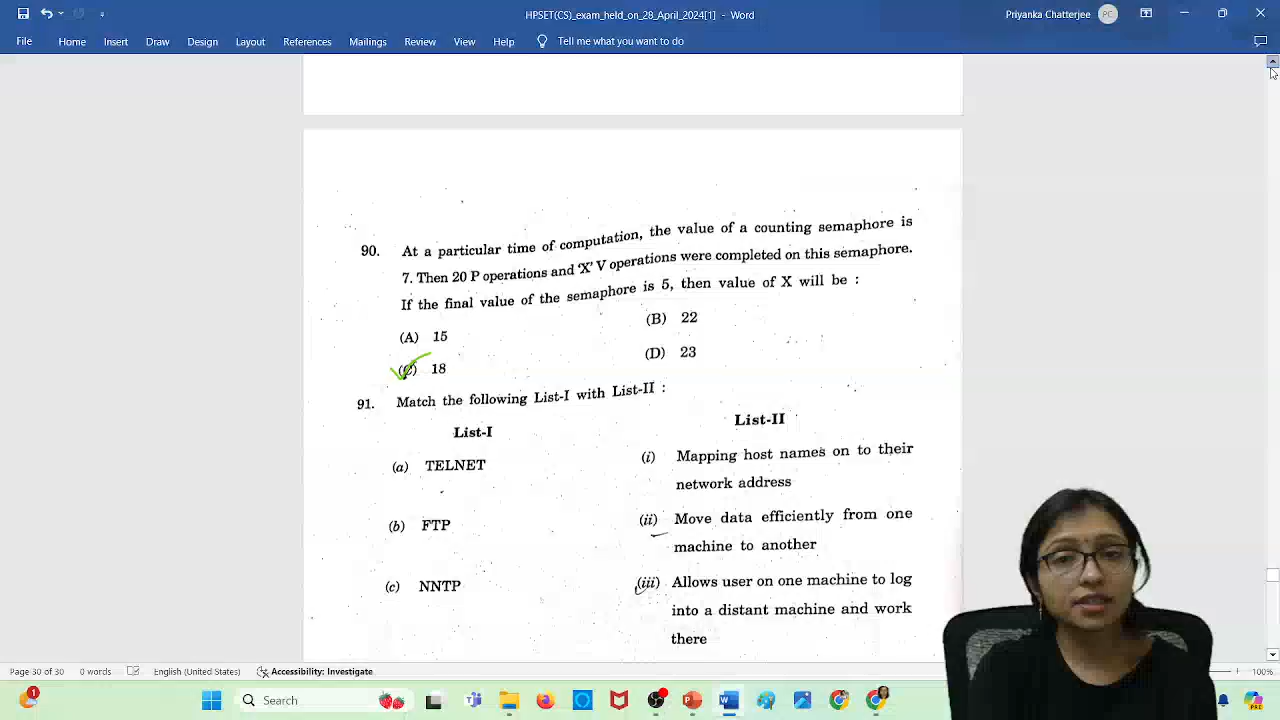 HPSET(CS)_exam_held_on_28_April_2024[1] - Word
Priyanka Chatterjee
PC
File Home Insert Draw Design Layout References Mailings Review View Help Tell me what you want to do
90. At a particular time of computation, the value of a counting semaphore is
7. Then 20 P operations and 'X' V operations were completed on this semaphore.
If the final value of the semaphore is 5, then value of X will be :
(A) 15 (B) 22
(C) 18 (D) 23
91. Match the following List-I with List-II :
List-I List-II
(a) TELNET (i) Mapping host names on to their
network address
(b) FTP (ii) Move data efficiently from one
machine to another
(c) NNTP (iii) Allows user on one machine to log
into a distant machine and work
there
Page 30 of 30 0 words English (United States) Accessibility: Investigate 100%
1 Search